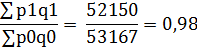 ∑p1q1 / ∑p0q0 = 52150 / 53167 = 0,98